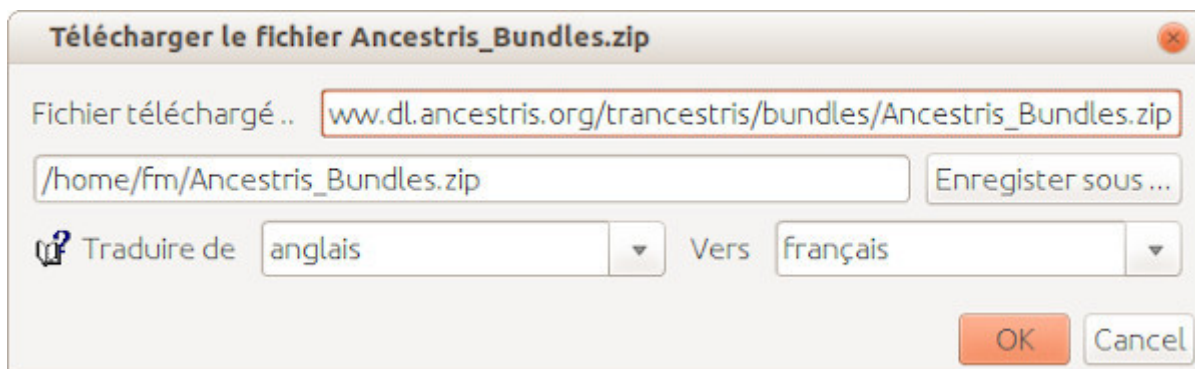 Télécharger le fichier Ancestris_Bundles.zip
Fichier téléchargé .. ww.dl.ancestris.org/trancestris/bundles/Ancestris_Bundles.zip
/home/fm/Ancestris_Bundles.zip Enregister sous ...
Traduire de anglais Vers français
OK Cancel